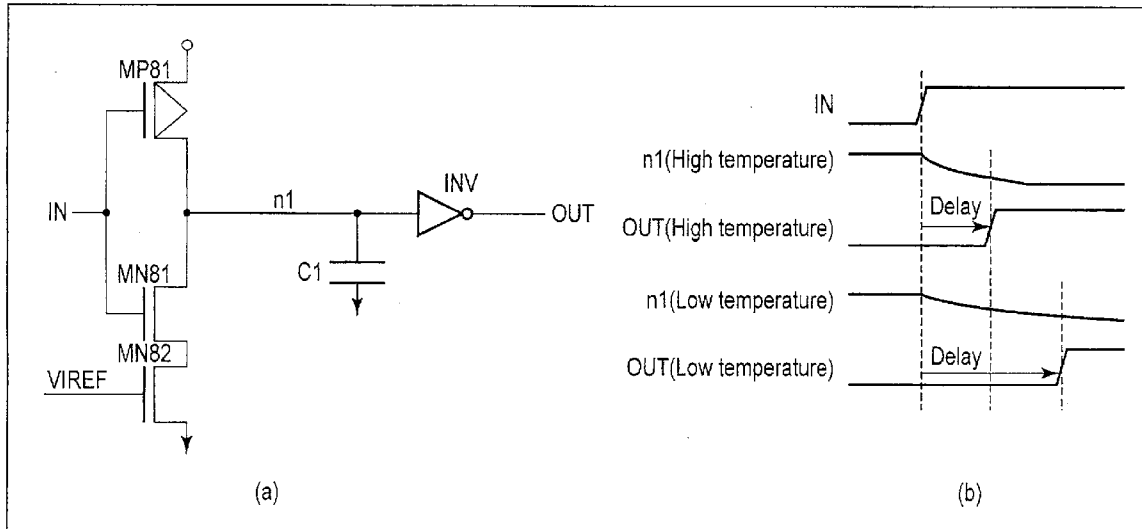 MP81
IN
n1
INV
OUT
C1
MN81
MN82
VIREF
(a)
IN
n1(High temperature)
Delay
OUT(High temperature)
n1(Low temperature)
Delay
OUT(Low temperature)
(b)